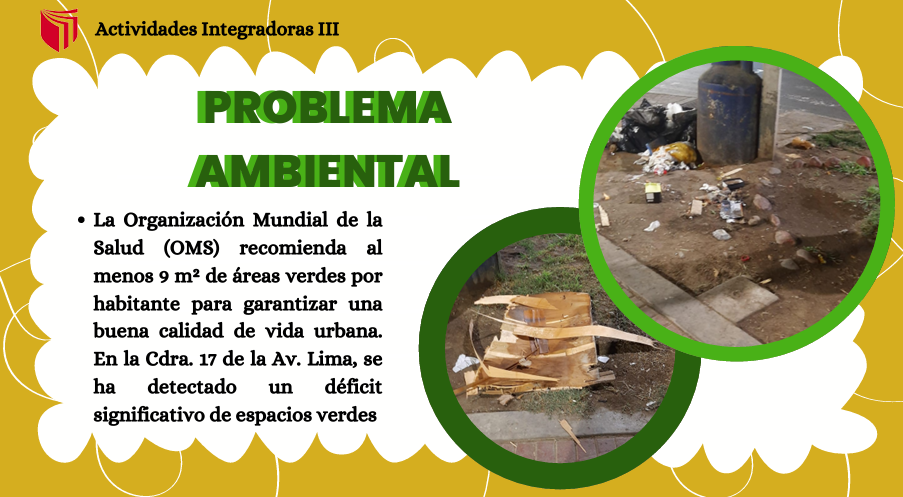 Actividades Integradoras III
PROBLEMA
AMBIENTAL
• La Organización Mundial de la
Salud (OMS) recomienda al
menos 9 m² de áreas verdes por
habitante para garantizar una
buena calidad de vida urbana.
En la Cdra. 17 de la Av. Lima, se
ha detectado un déficit
significativo de espacios verdes